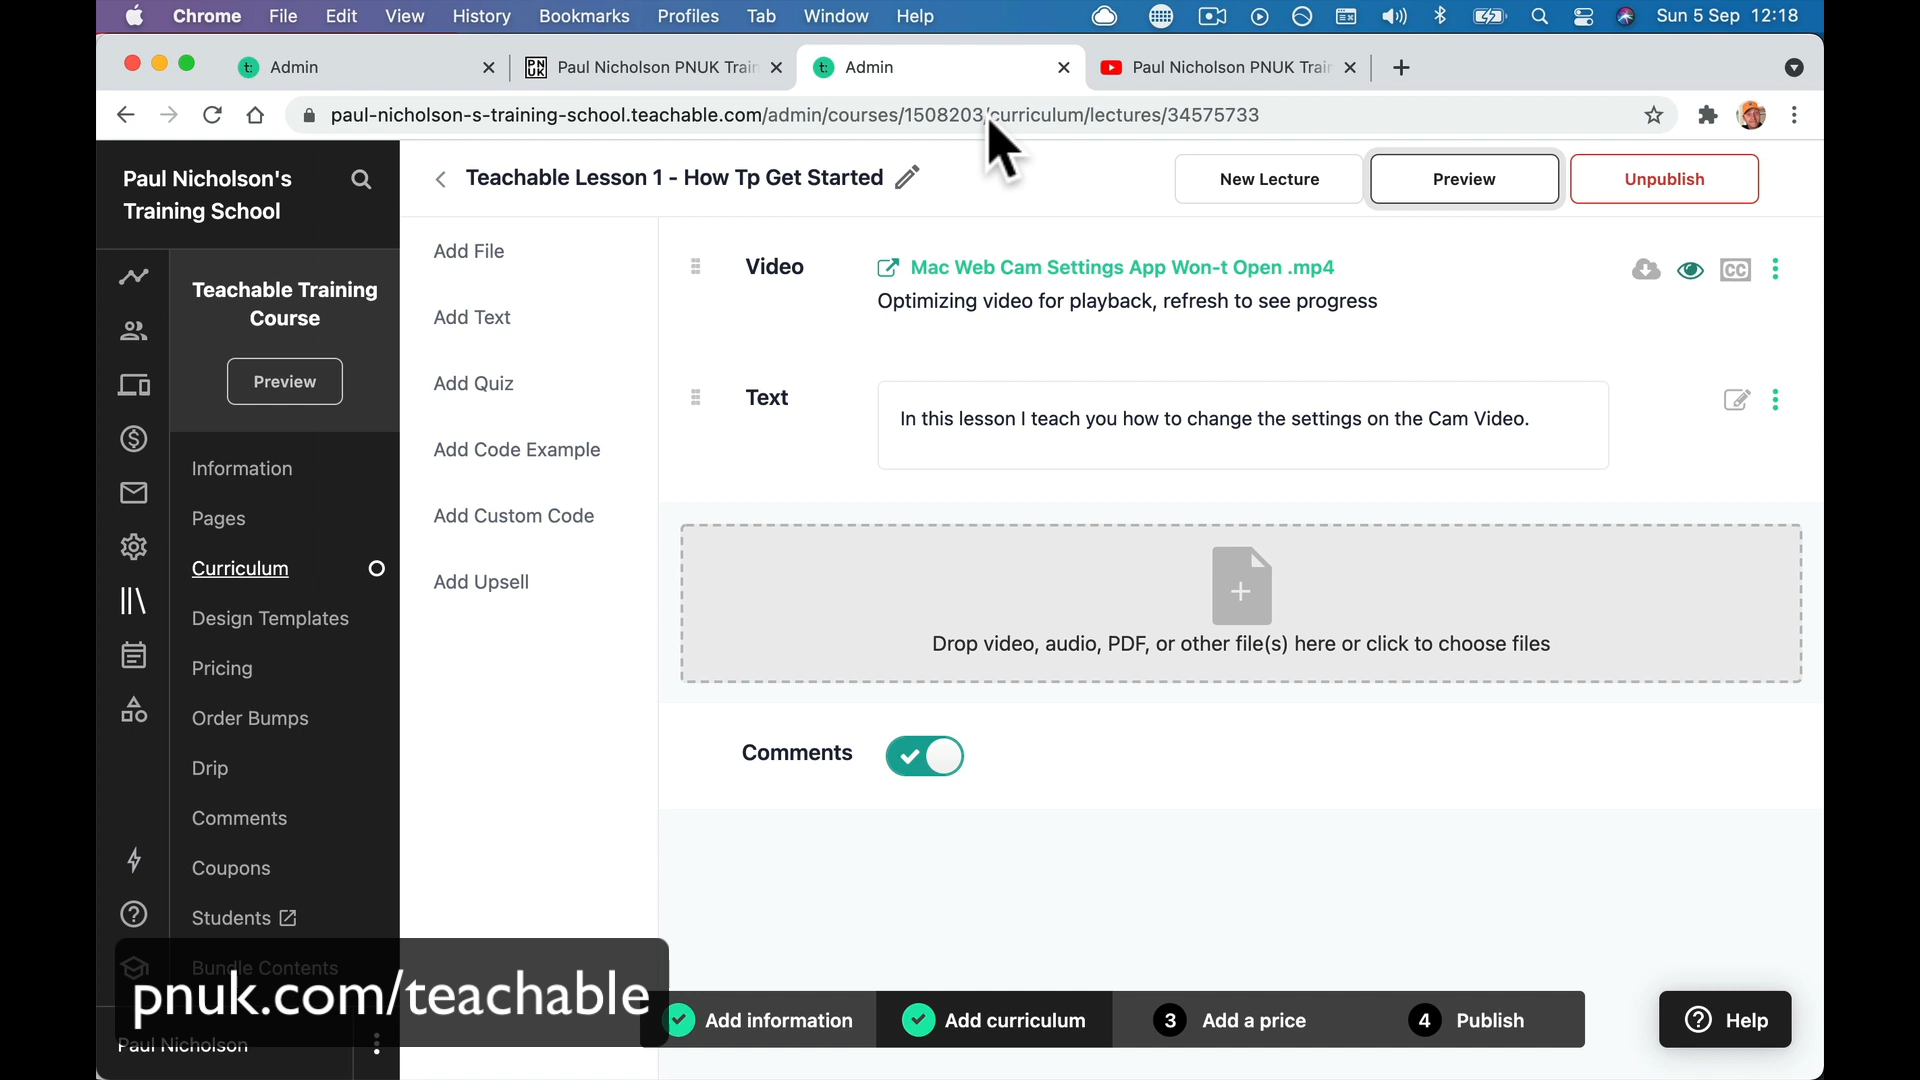 Chrome File Edit View History Bookmarks Profiles Tab Window Help Sun 5 Sep 12:18
Admin
Paul Nicholson PNUK Train
Admin
Paul Nicholson PNUK Train
paul-nicholson-s-training-school.teachable.com/admin/courses/1508203/curriculum/lectures/34575733
Paul Nicholson's
Training School
Teachable Lesson 1 - How Tp Get Started
New Lecture
Preview
Unpublish
Teachable Training
Course
Preview
Information
Pages
Curriculum
Design Templates
Pricing
Order Bumps
Drip
Comments
Coupons
Students
Bundle Contents
Paul Nicholson
Add File
Add Text
Add Quiz
Add Code Example
Add Custom Code
Add Upsell
Video
Mac Web Cam Settings App Won-t Open .mp4
CC
Optimizing video for playback, refresh to see progress
Text
In this lesson I teach you how to change the settings on the Cam Video.
Drop video, audio, PDF, or other file(s) here or click to choose files
Comments
pnuk.com/teachable
Add information
Add curriculum
3 Add a price
4 Publish
Help